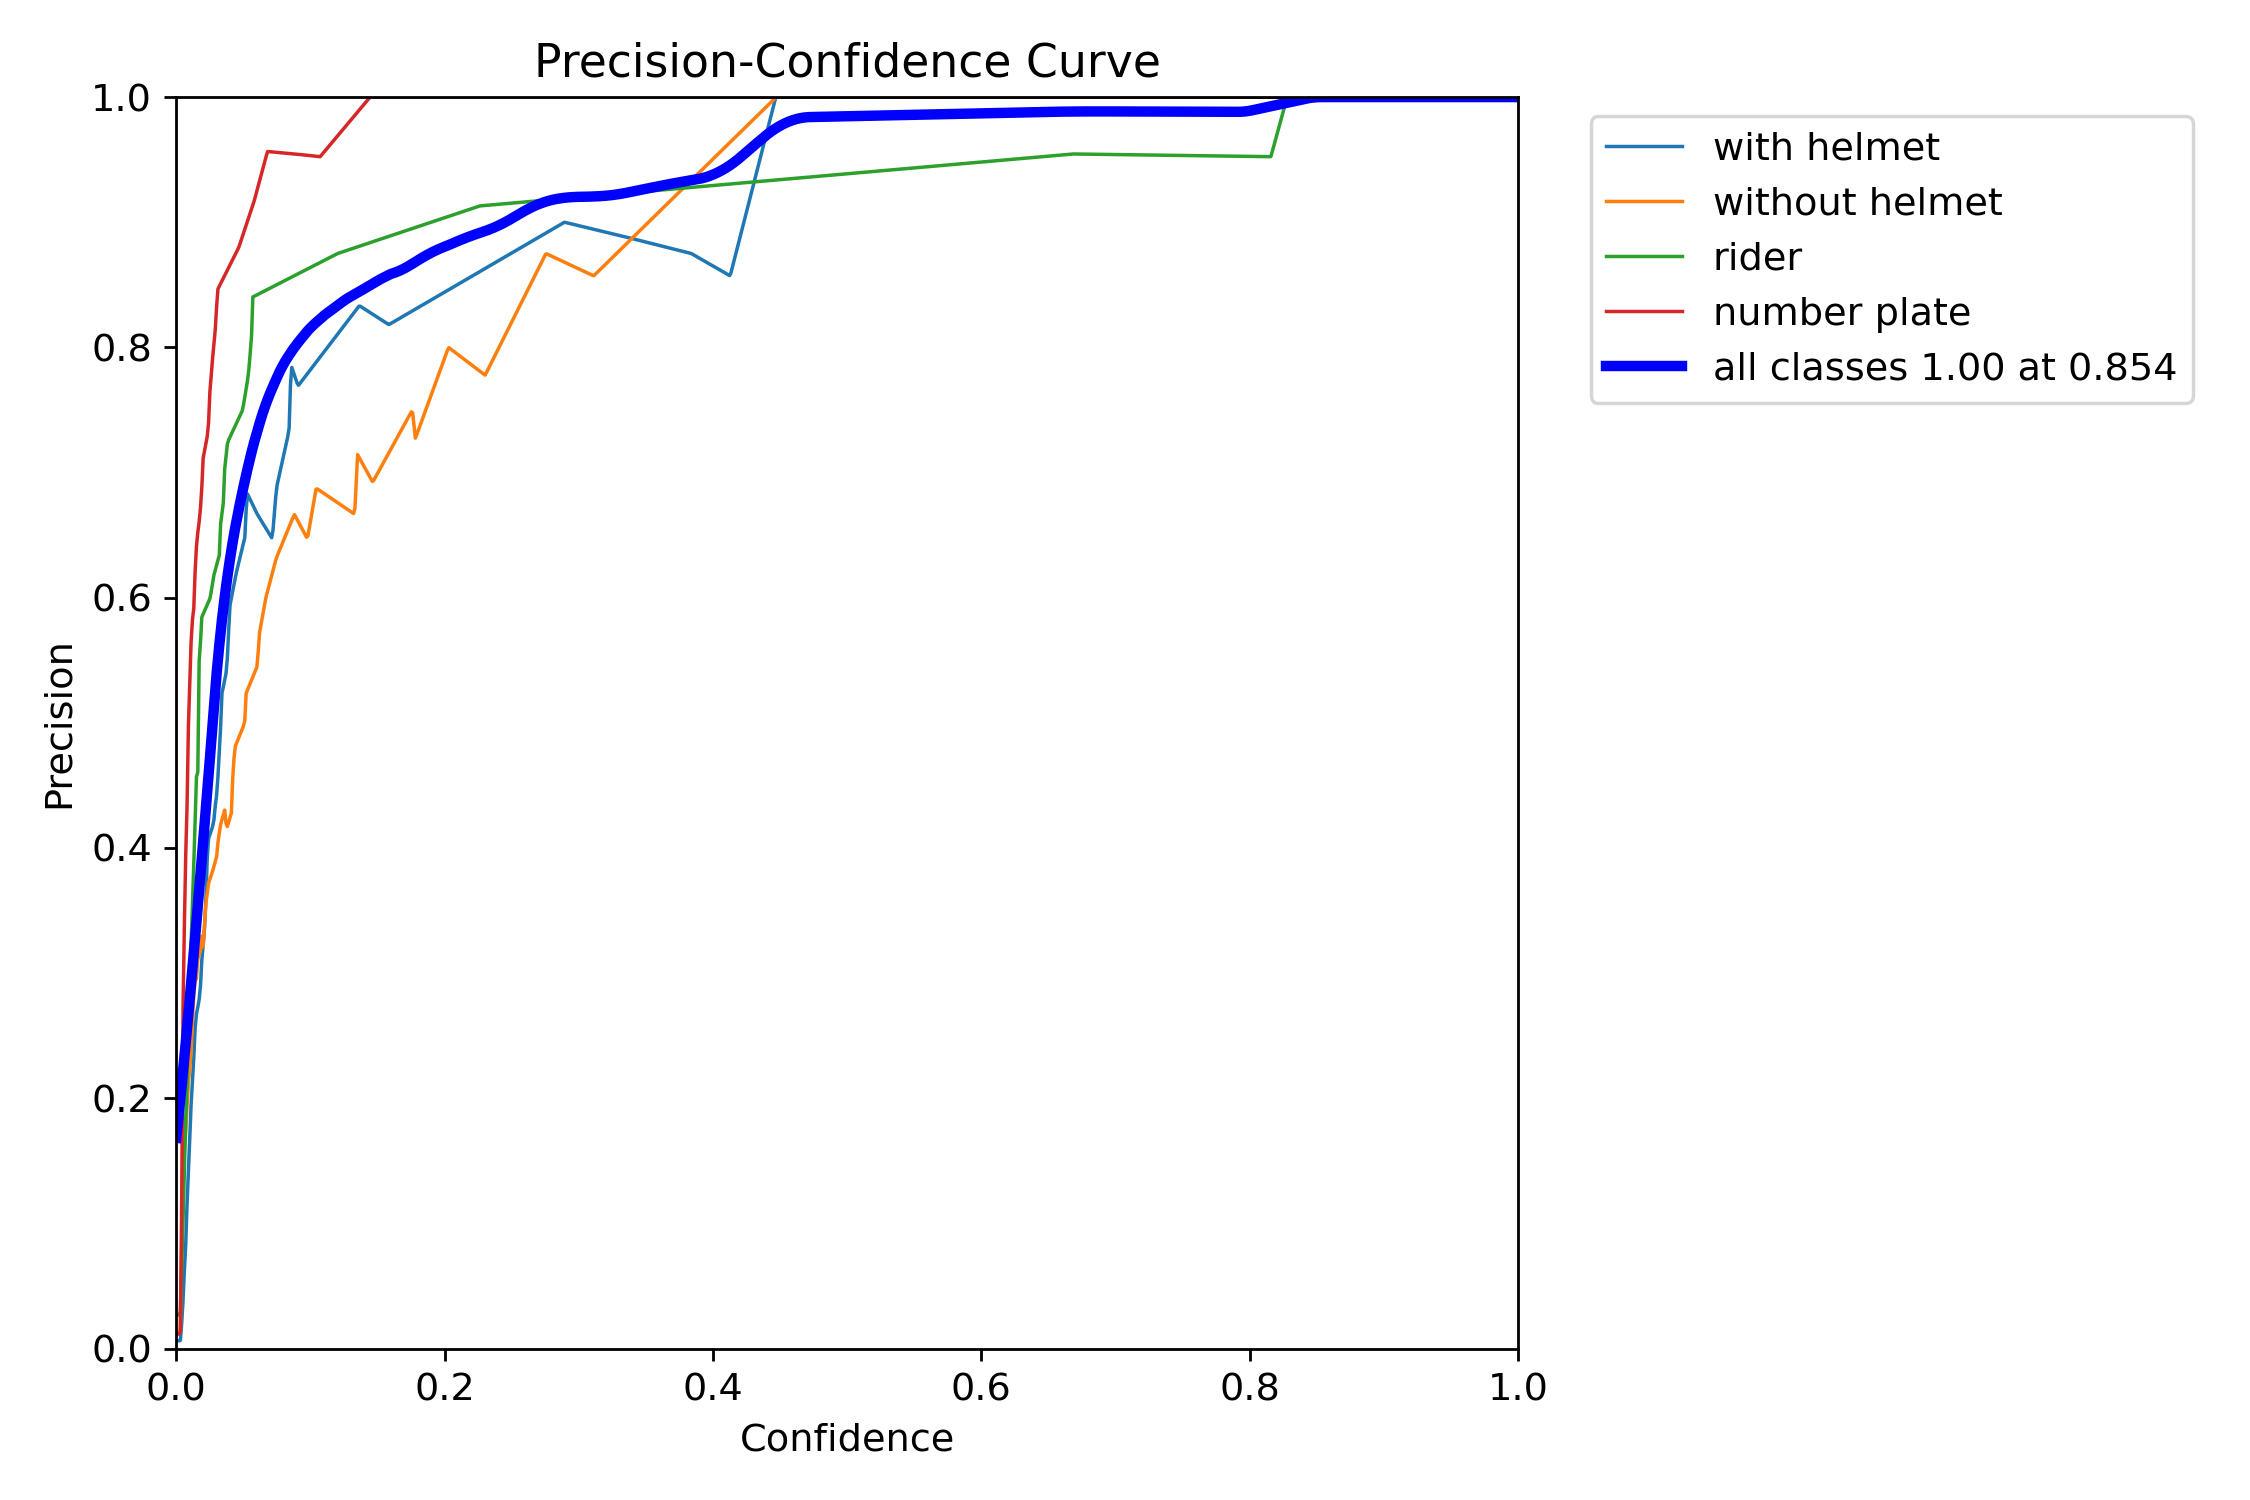 Precision-Confidence Curve
1.0
0.8
0.6
0.4
0.2
0.0
Precision
0.0 0.2 0.4 0.6 0.8 1.0
Confidence
with helmet
without helmet
rider
number plate
all classes 1.00 at 0.854